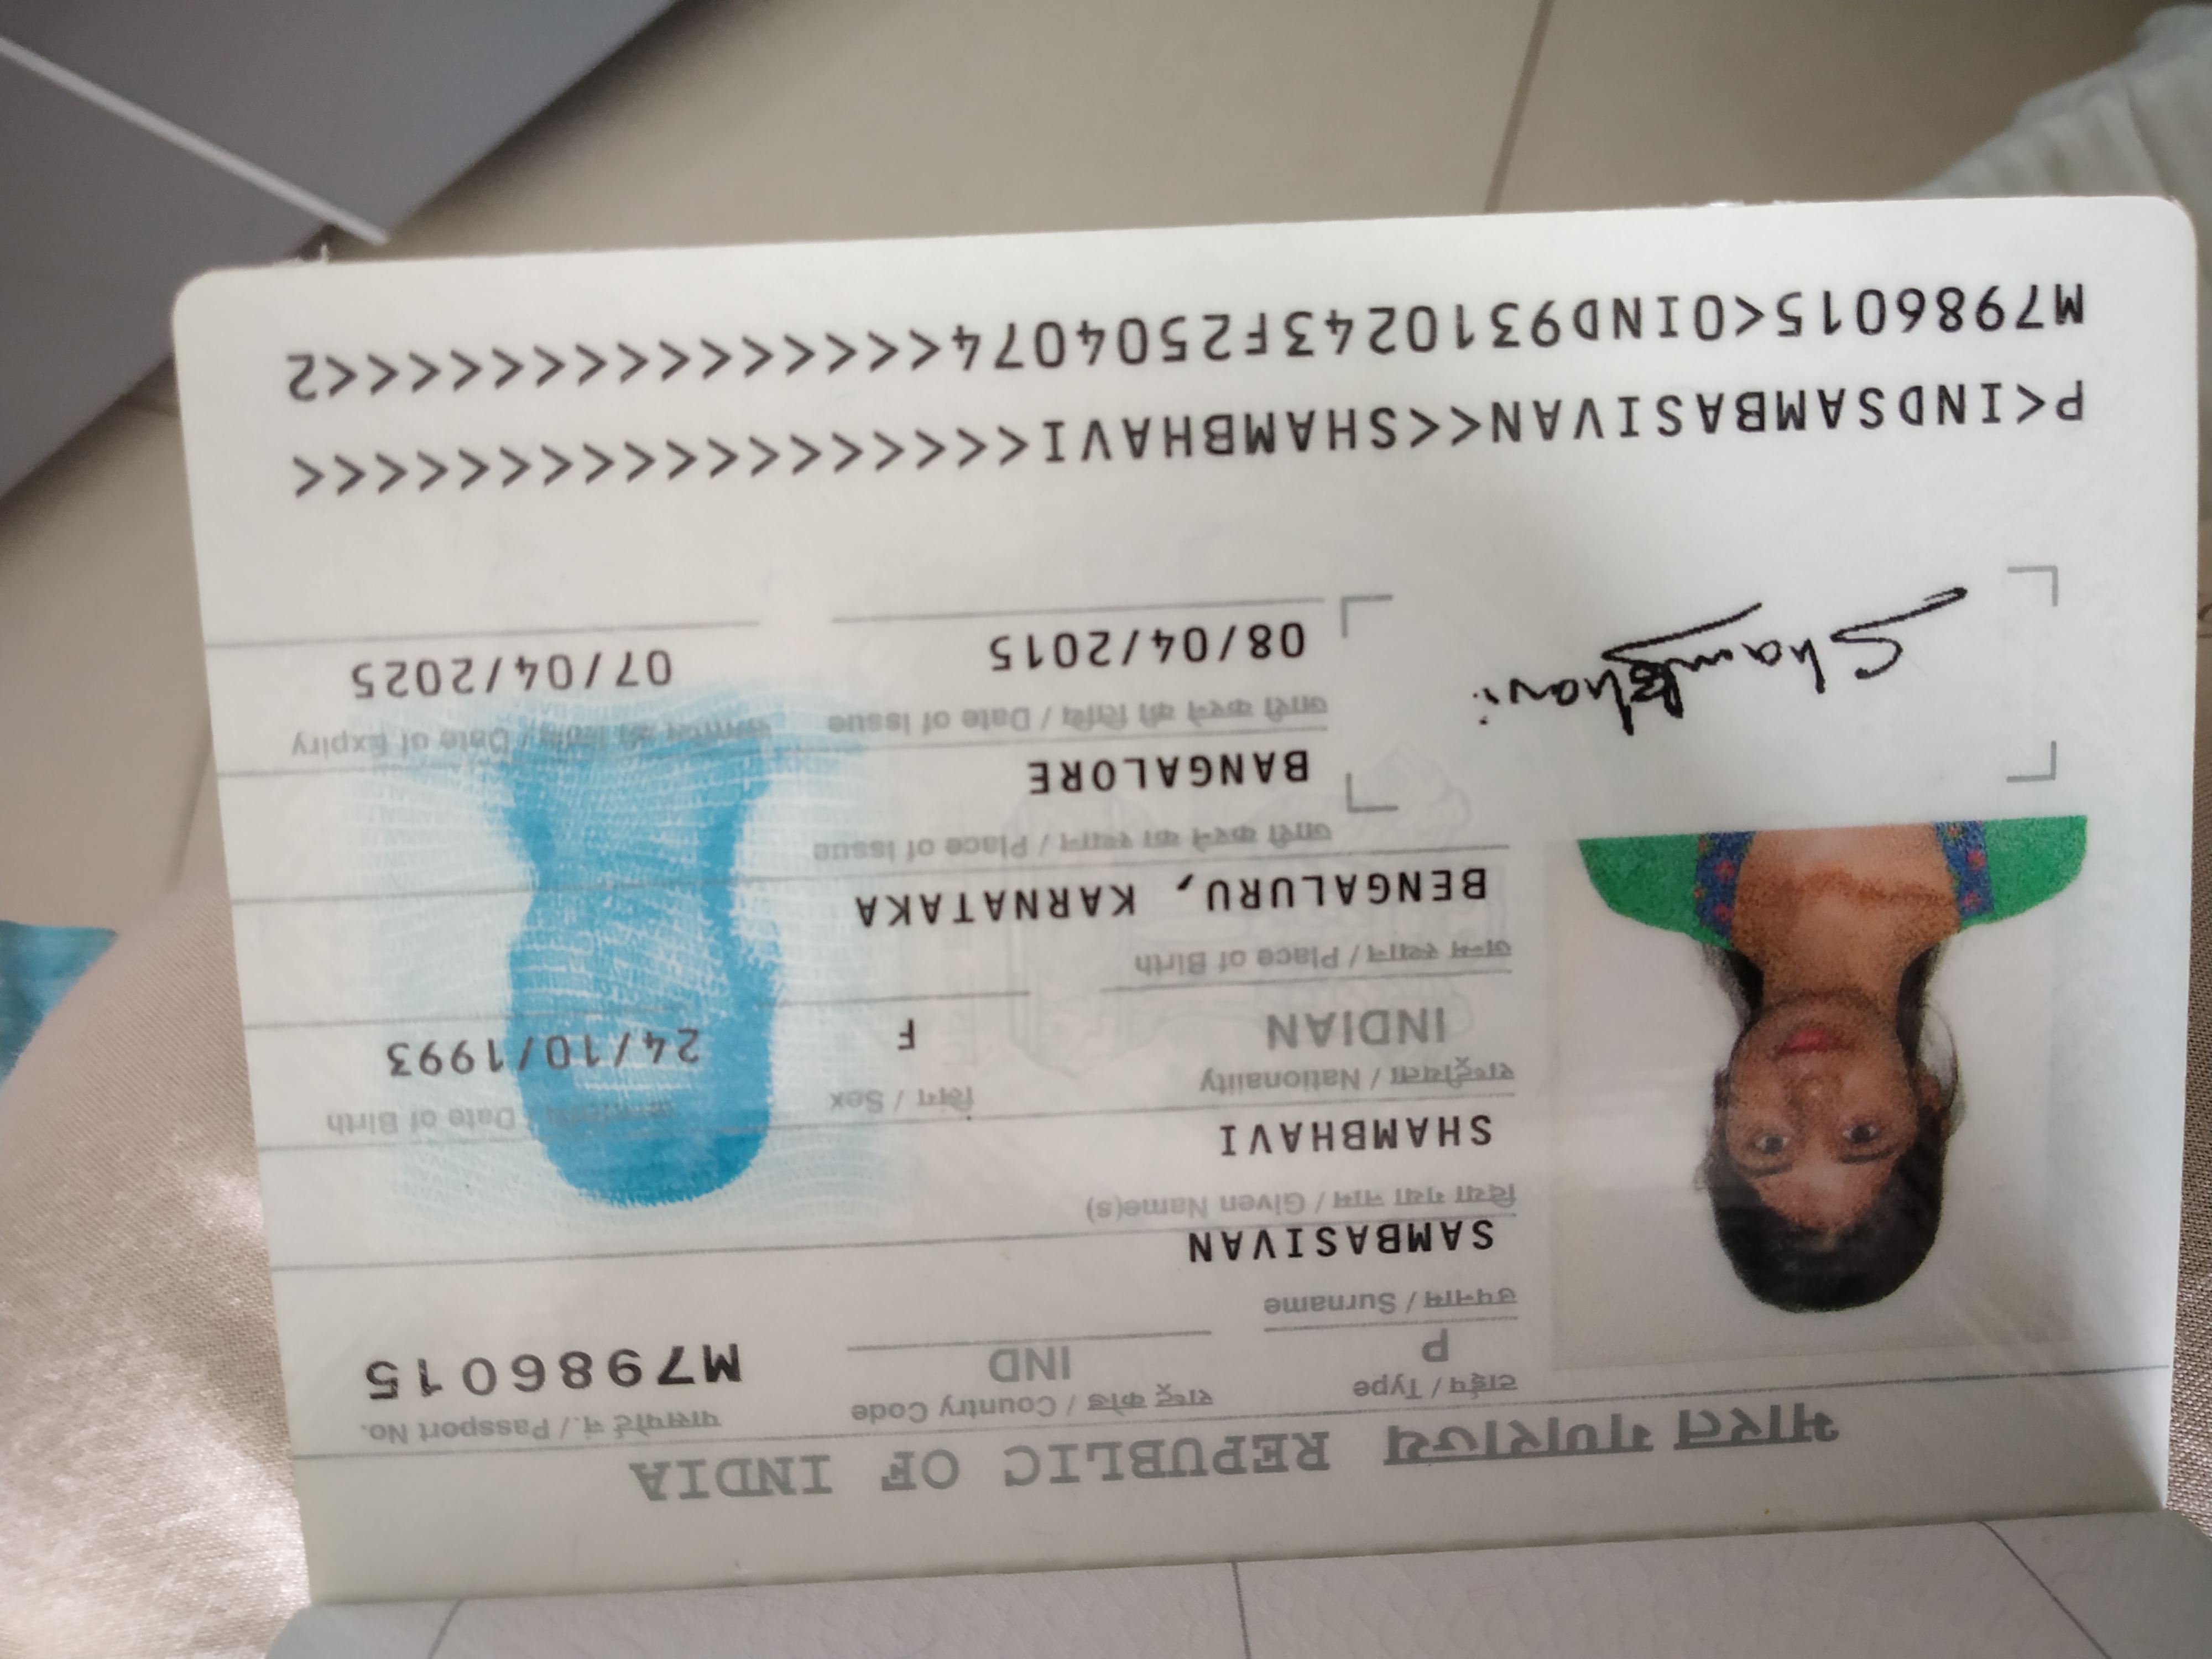 भारत गणराज्य REPUBLIC OF INDIA
टाईप / Type
राष्ट्र कोड / Country Code
पासपोर्ट नं. / Passport No.
P
IND
M7986015
उपनाम / Surname
SAMBASIVAN
दिया गया नाम / Given Name(s)
SHAMBHAVI
राष्ट्रीयता / Nationality
लिंग / Sex
Date of Birth
INDIAN
F
24/10/1993
जन्म स्थान / Place of Birth
BENGALURU, KARNATAKA
जारी करने का स्थान / Place of Issue
BANGALORE
जारी करने की तिथि / Date of Issue
Date of Expiry
08/04/2015
07/04/2025
Shambhavi
P<INDSAMBASIVAN<<SHAMBHAVI<<<<<<<<<<<<<<<<<<
M7986015<0IND9310243F2504074<<<<<<<<<<<<<<<2